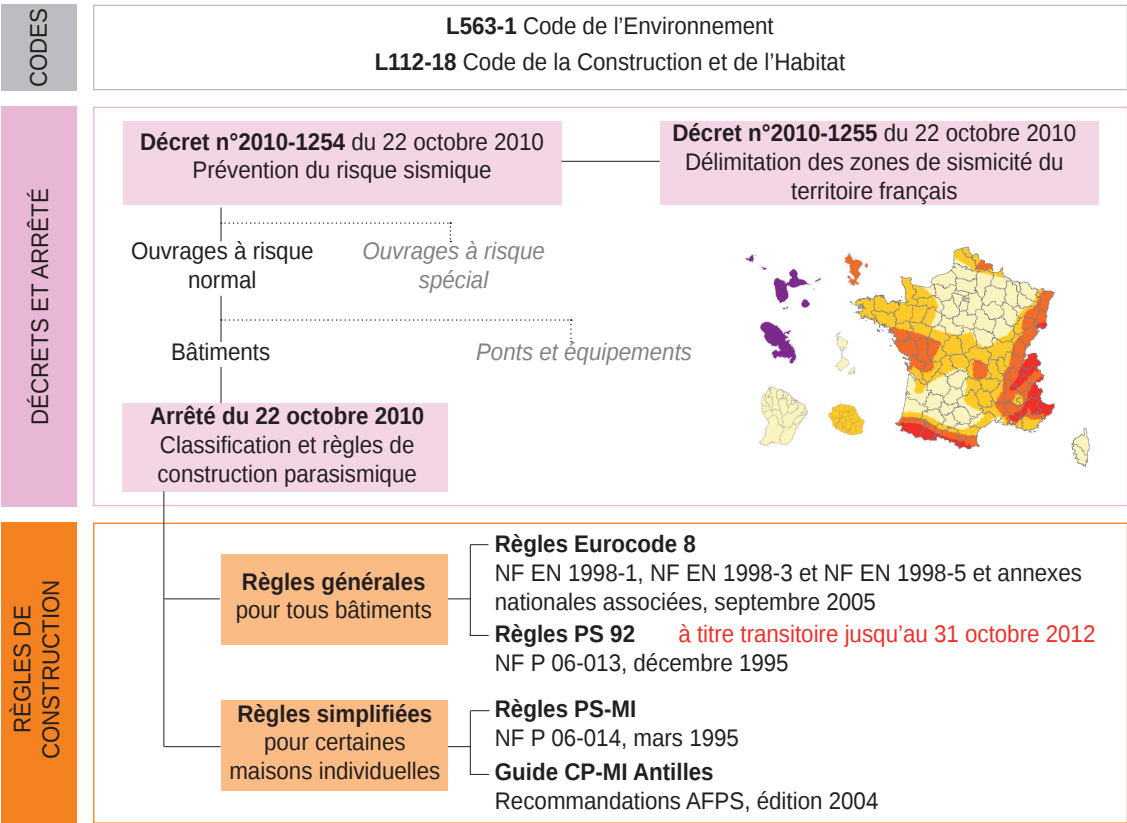 CODES
L563-1 Code de l'Environnement
L112-18 Code de la Construction et de l'Habitat
DÉCRETS ET ARRÊTÉ
Décret n°2010-1254 du 22 octobre 2010
Prévention du risque sismique
Décret n°2010-1255 du 22 octobre 2010
Délimitation des zones de sismicité du
territoire français
Ouvrages à risque
normal
Ouvrages à risque
spécial
Bâtiments
Ponts et équipements
Arrêté du 22 octobre 2010
Classification et règles de
construction parasismique
RÈGLES DE
CONSTRUCTION
Règles générales
pour tous bâtiments
Règles Eurocode 8
NF EN 1998-1, NF EN 1998-3 et NF EN 1998-5 et annexes
nationales associées, septembre 2005
Règles PS 92 à titre transitoire jusqu'au 31 octobre 2012
NF P 06-013, décembre 1995
Règles simplifiées
pour certaines
maisons individuelles
Règles PS-MI
NF P 06-014, mars 1995
Guide CP-MI Antilles
Recommandations AFPS, édition 2004